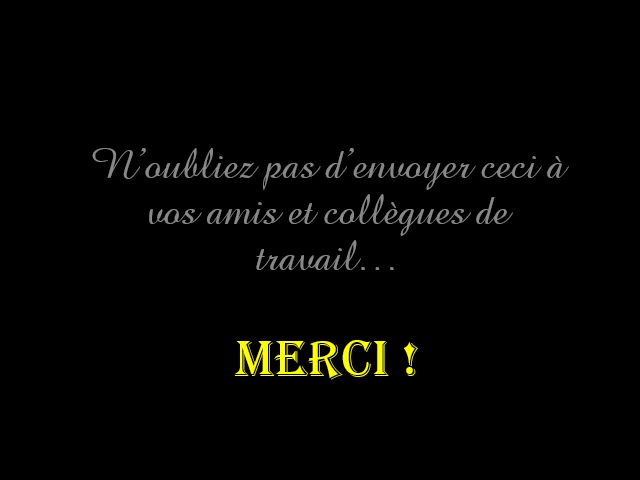 N'oubliez pas d'envoyer ceci à
vos amis et collègues de
travail…
MERCI !